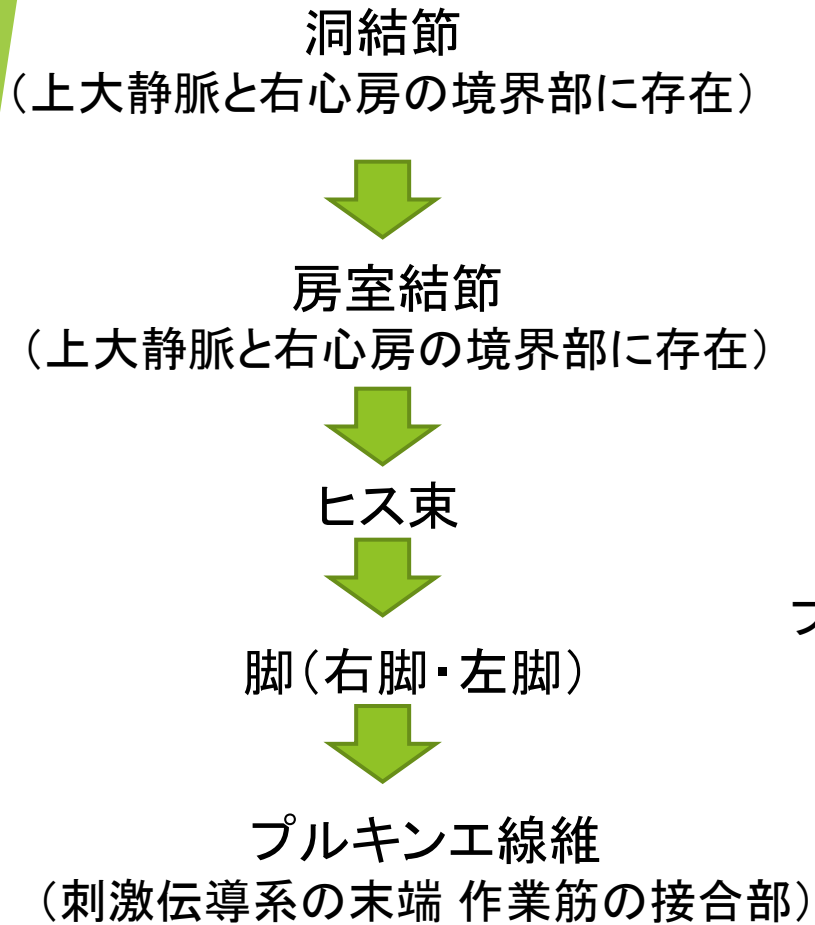 洞結節
（上大静脈と右心房の境界部に存在）
房室結節
（上大静脈と右心房の境界部に存在）
ヒス束
脚（右脚・左脚）
プルキンエ線維
（刺激伝導系の末端 作業筋の接合部）